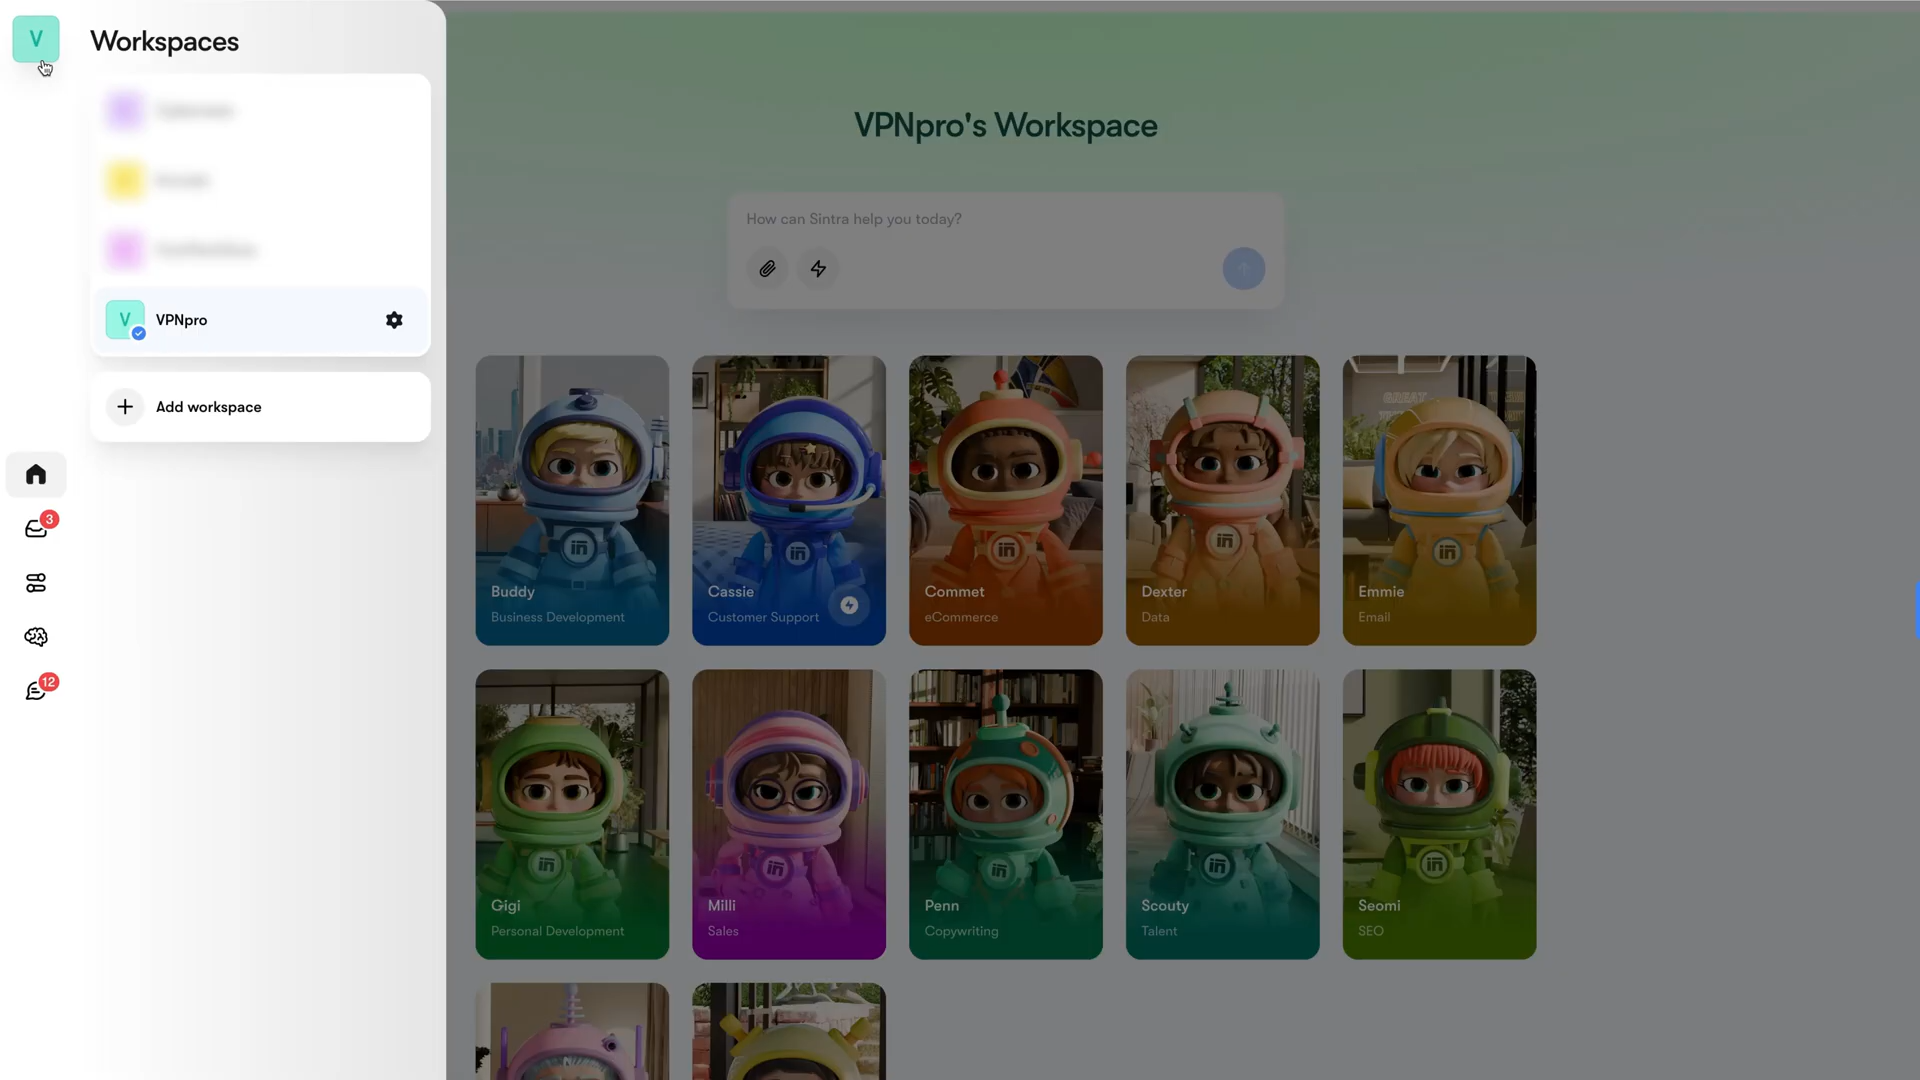 V
Workspaces
V
VPNpro
Add workspace
3
12
VPNpro's Workspace
How can Sintra help you today?
Buddy
Business Development
Cassie
Customer Support
Commet
eCommerce
Dexter
Data
GREAT
Emmie
Email
Gigi
Personal Development
Milli
Sales
Penn
Copywriting
Scouty
Talent
Seomi
SEO